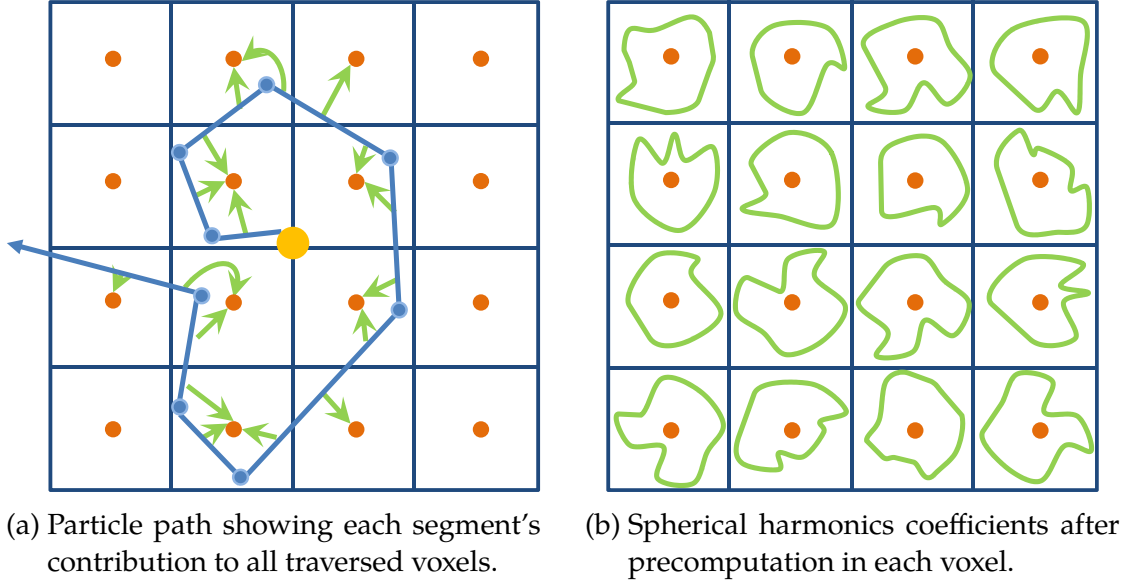 (a) Particle path showing each segment's
contribution to all traversed voxels.
(b) Spherical harmonics coefficients after
precomputation in each voxel.